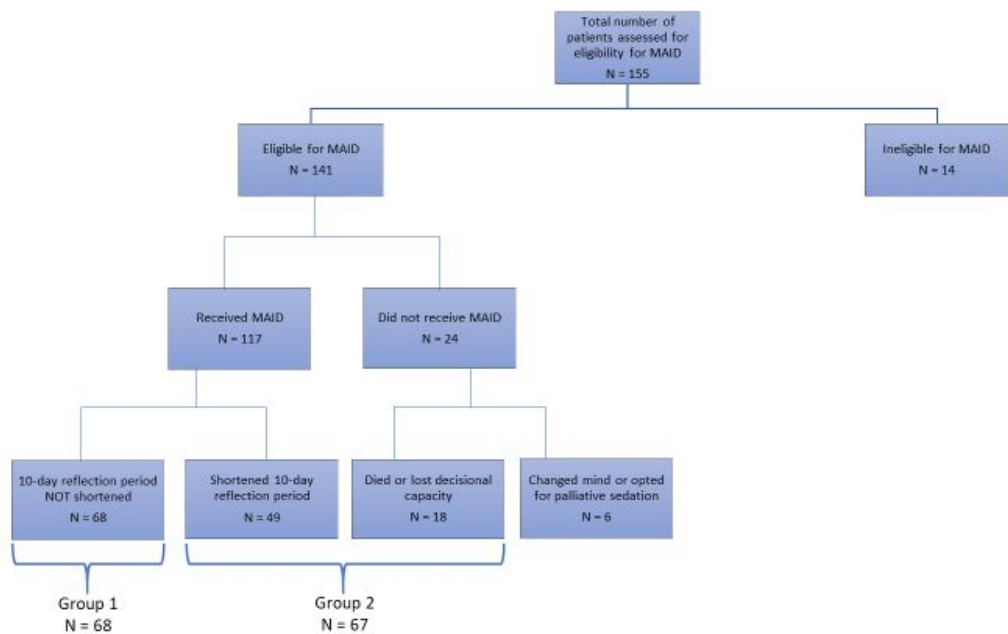 Total number of
patients assessed for
eligibility for MAID
N = 155
Eligible for MAID
N = 141
Ineligible for MAID
N = 14
Received MAID
N = 117
Did not receive MAID
N = 24
10-day reflection period
NOT shortened
N = 68
Shortened 10-day
reflection period
N = 49
Died or lost decisional
capacity
N = 18
Changed mind or opted
for palliative sedation
N = 6
Group 1
N = 68
Group 2
N = 67